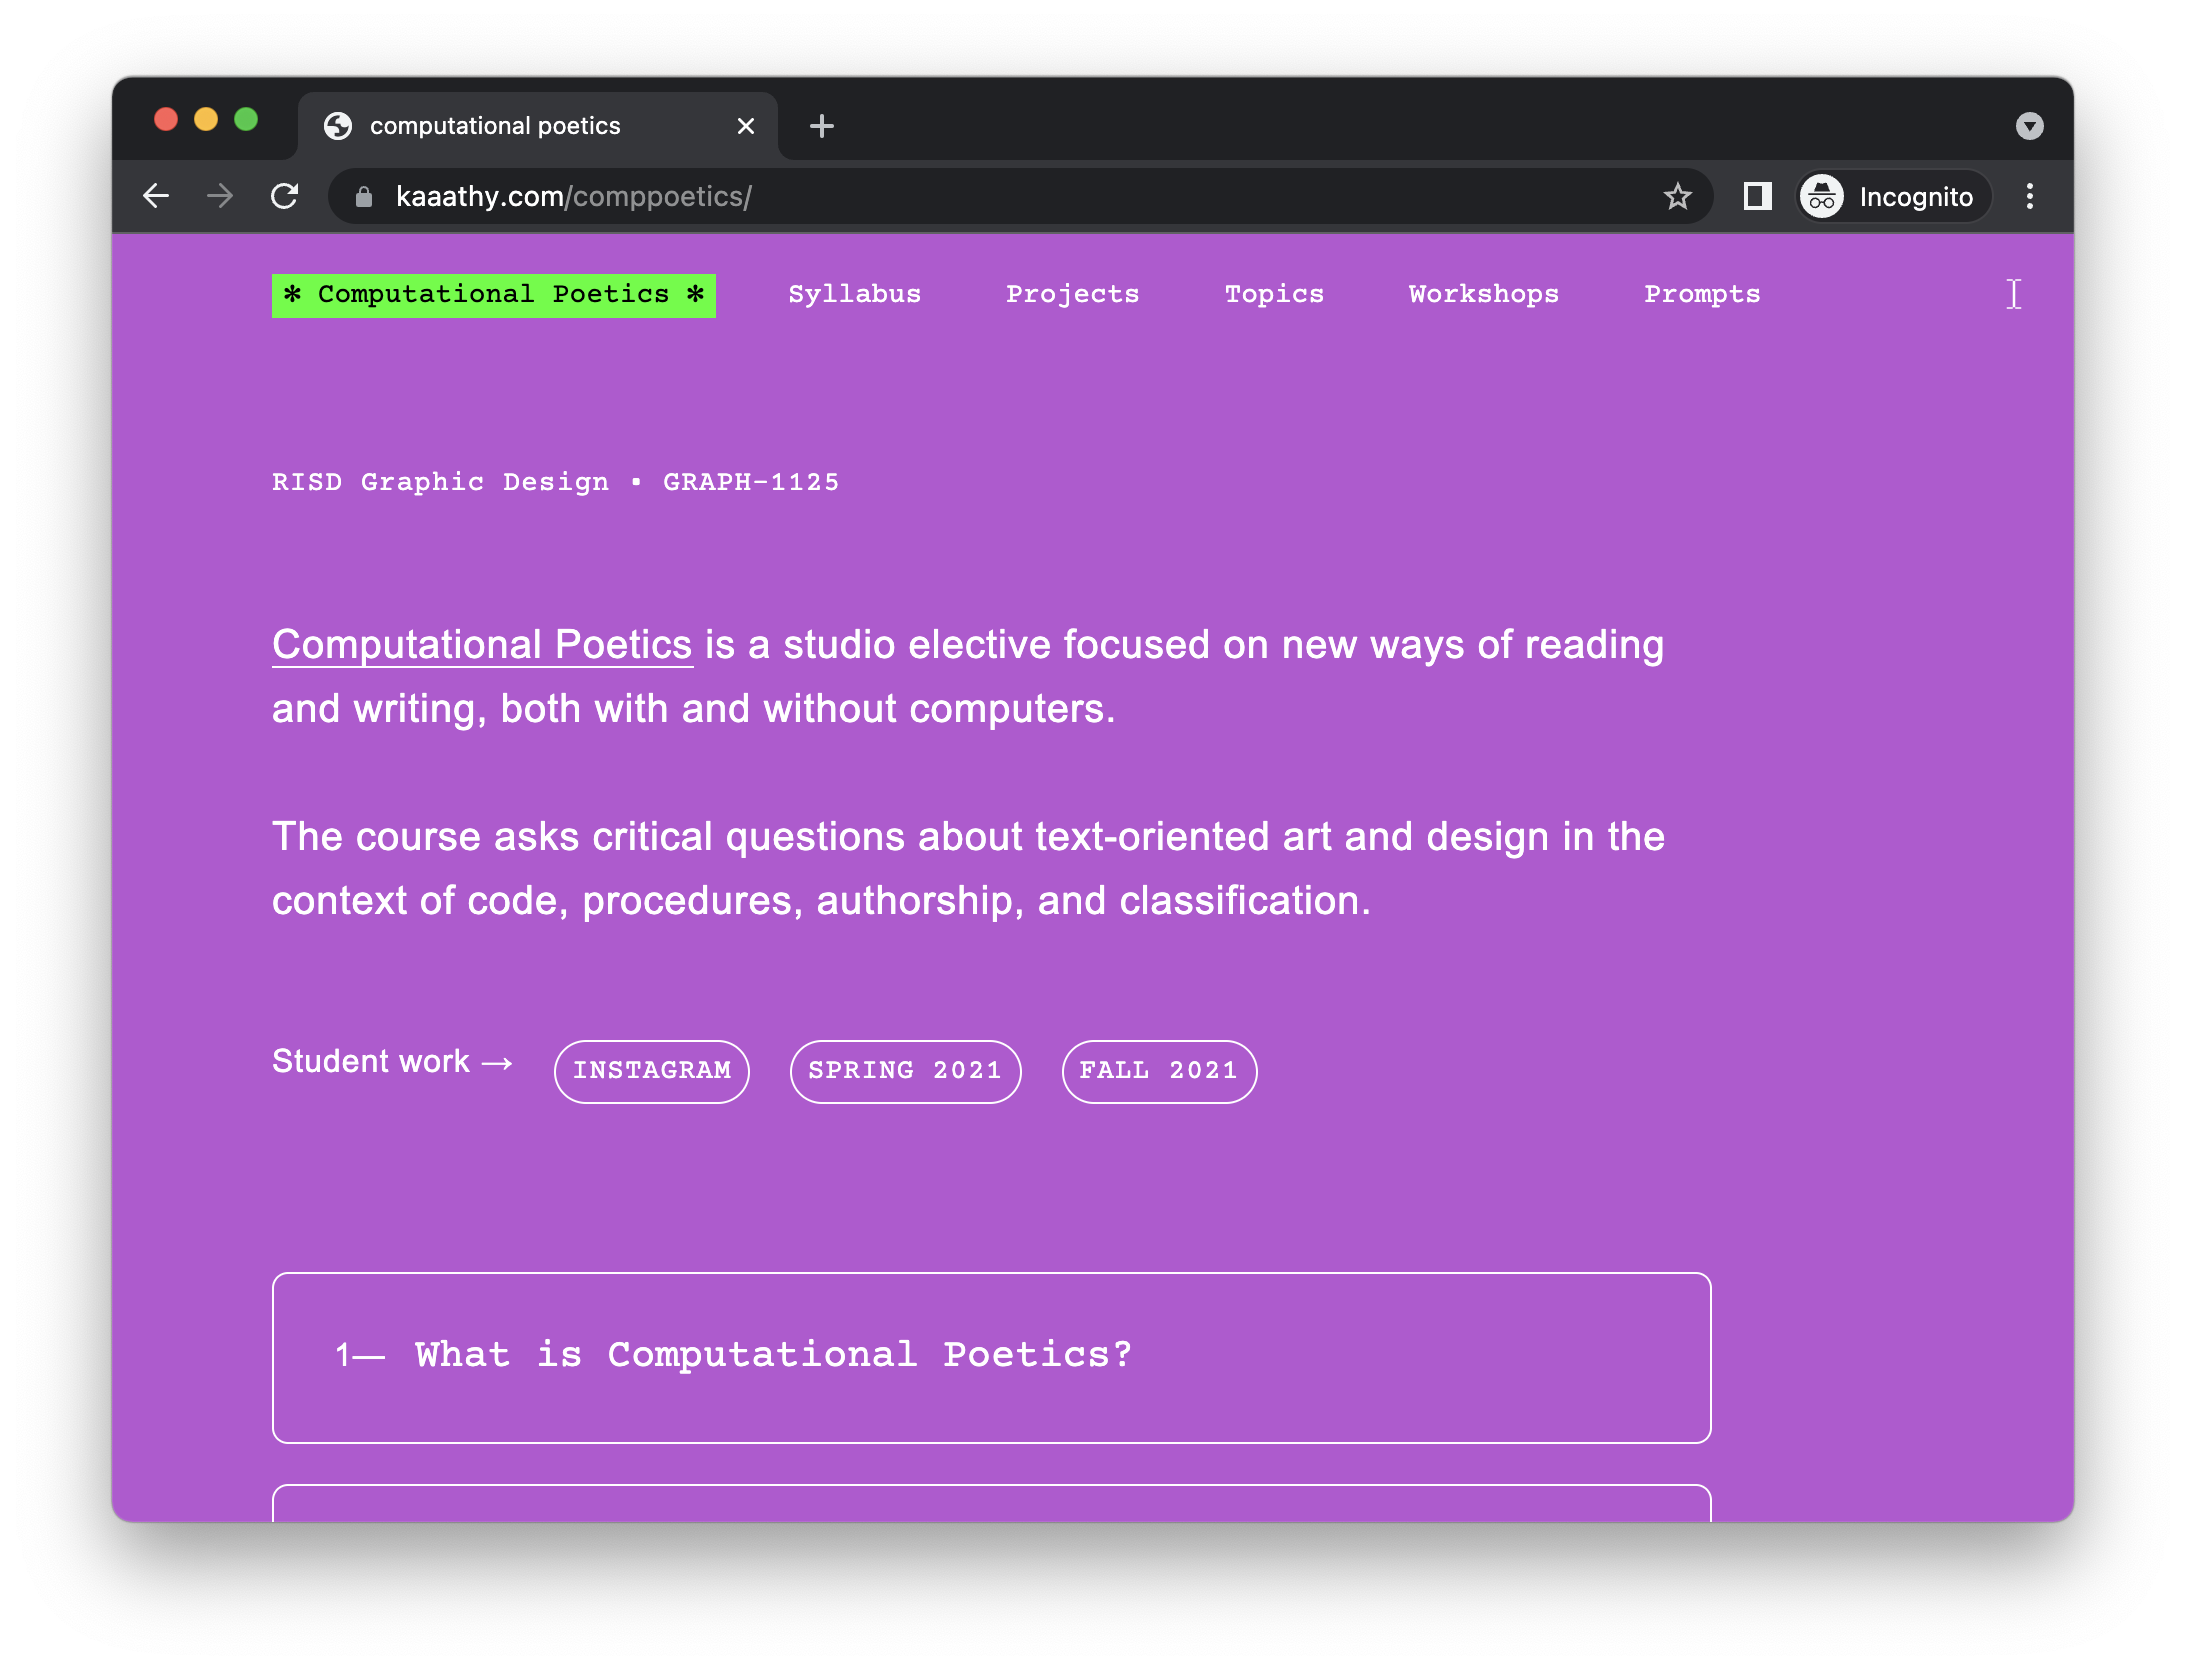 computational poetics
kaaathy.com/comppoetics/
Incognito
✻ Computational Poetics ✻ Syllabus Projects Topics Workshops Prompts
RISD Graphic Design • GRAPH-1125
Computational Poetics is a studio elective focused on new ways of reading
and writing, both with and without computers.
The course asks critical questions about text-oriented art and design in the
context of code, procedures, authorship, and classification.
Student work → INSTAGRAM SPRING 2021 FALL 2021
1— What is Computational Poetics?